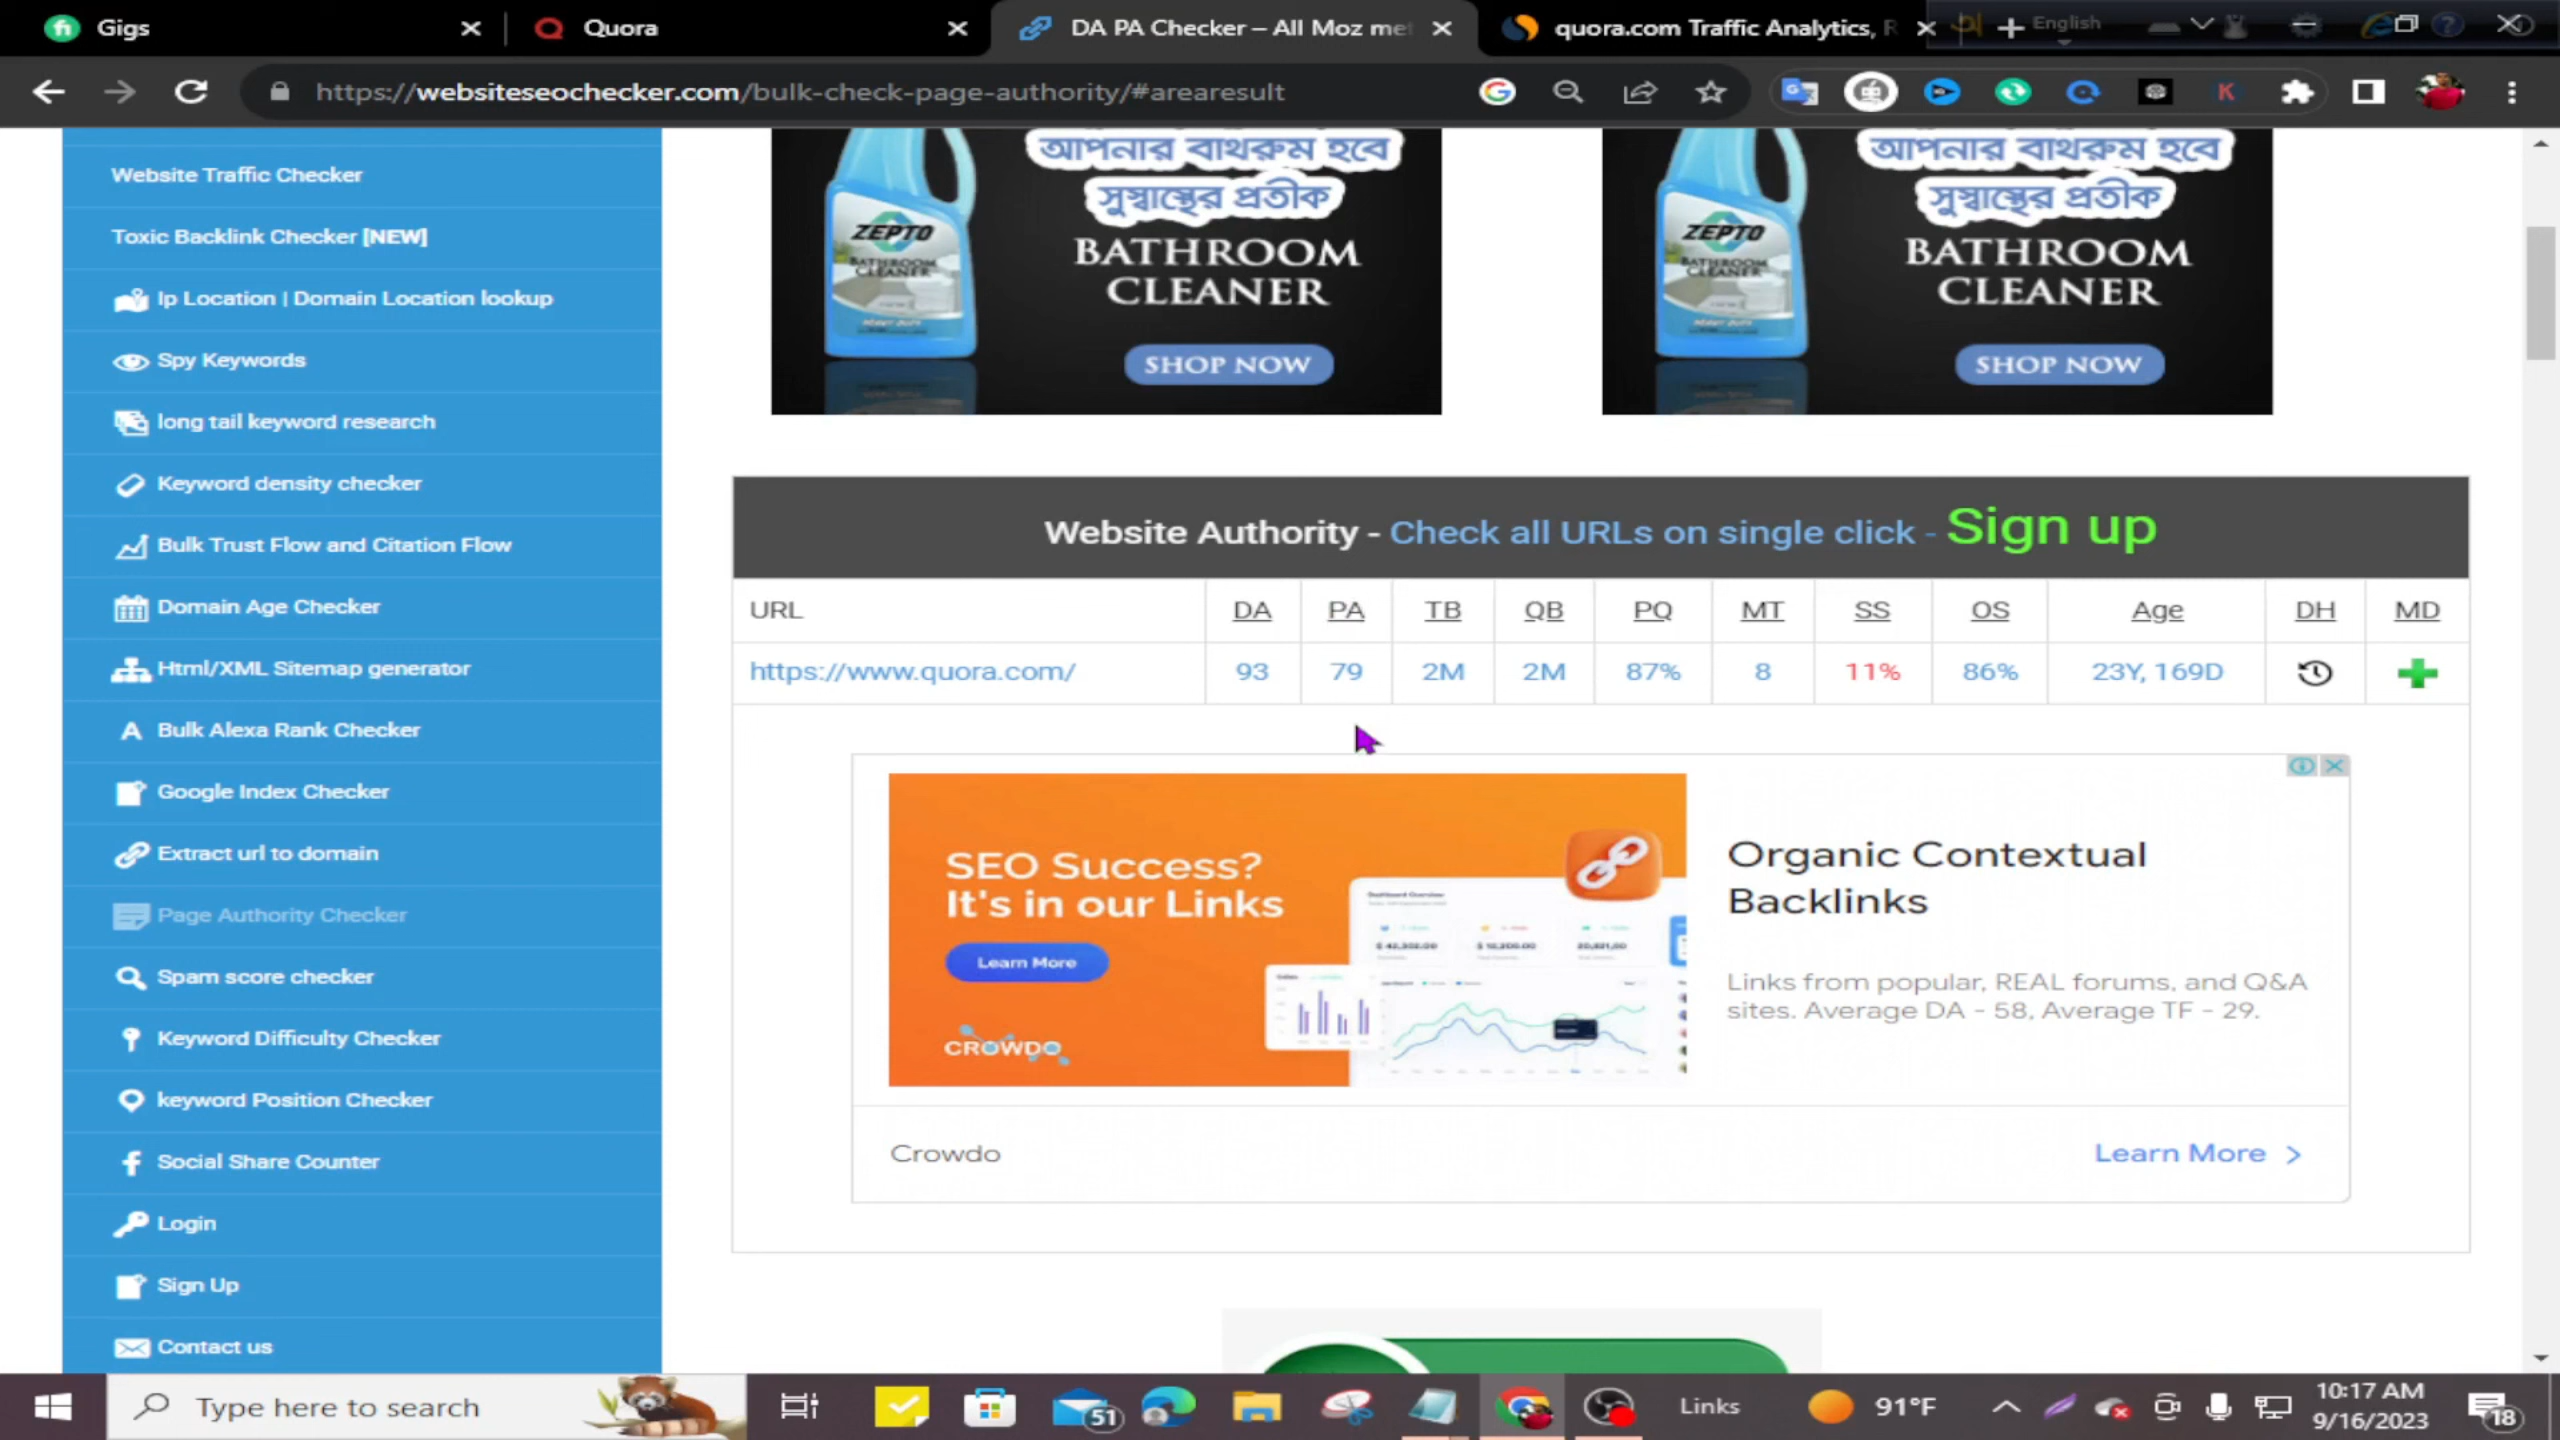 Gigs
Quora
DA PA Checker – All Moz me
quora.com Traffic Analytics, R
English
https://websiteseochecker.com/bulk-check-page-authority/#arearesult
Website Traffic Checker
Toxic Backlink Checker [NEW]
Ip Location | Domain Location lookup
Spy Keywords
long tail keyword research
Keyword density checker
Bulk Trust Flow and Citation Flow
Domain Age Checker
Html/XML Sitemap generator
Bulk Alexa Rank Checker
Google Index Checker
Extract url to domain
Page Authority Checker
Spam score checker
Keyword Difficulty Checker
keyword Position Checker
Social Share Counter
Login
Sign Up
Contact us
আপনার বাথরুম হবে
সুস্বাস্থের প্রতীক
ZEPTO
BATHROOM CLEANER
BATHROOM
CLEANER
SHOP NOW
আপনার বাথরুম হবে
সুস্বাস্থের প্রতীক
ZEPTO
BATHROOM CLEANER
BATHROOM
CLEANER
SHOP NOW
Website Authority - Check all URLs on single click - Sign up
URL DA PA TB QB PQ MT SS OS Age DH MD
https://www.quora.com/ 93 79 2M 2M 87% 8 11% 86% 23Y, 169D
SEO Success?
It's in our Links
Learn More
CROWDO
Organic Contextual
Backlinks
Links from popular, REAL forums, and Q&A
sites. Average DA - 58, Average TF - 29.
Crowdo
Learn More
Type here to search
51
Links
91°F
10:17 AM
9/16/2023
18